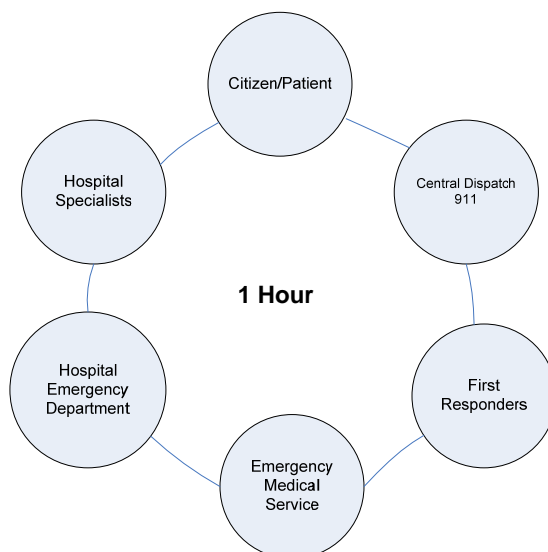 Citizen/Patient
Central Dispatch
911
First
Responders
Emergency
Medical
Service
Hospital
Emergency
Department
Hospital
Specialists
1 Hour